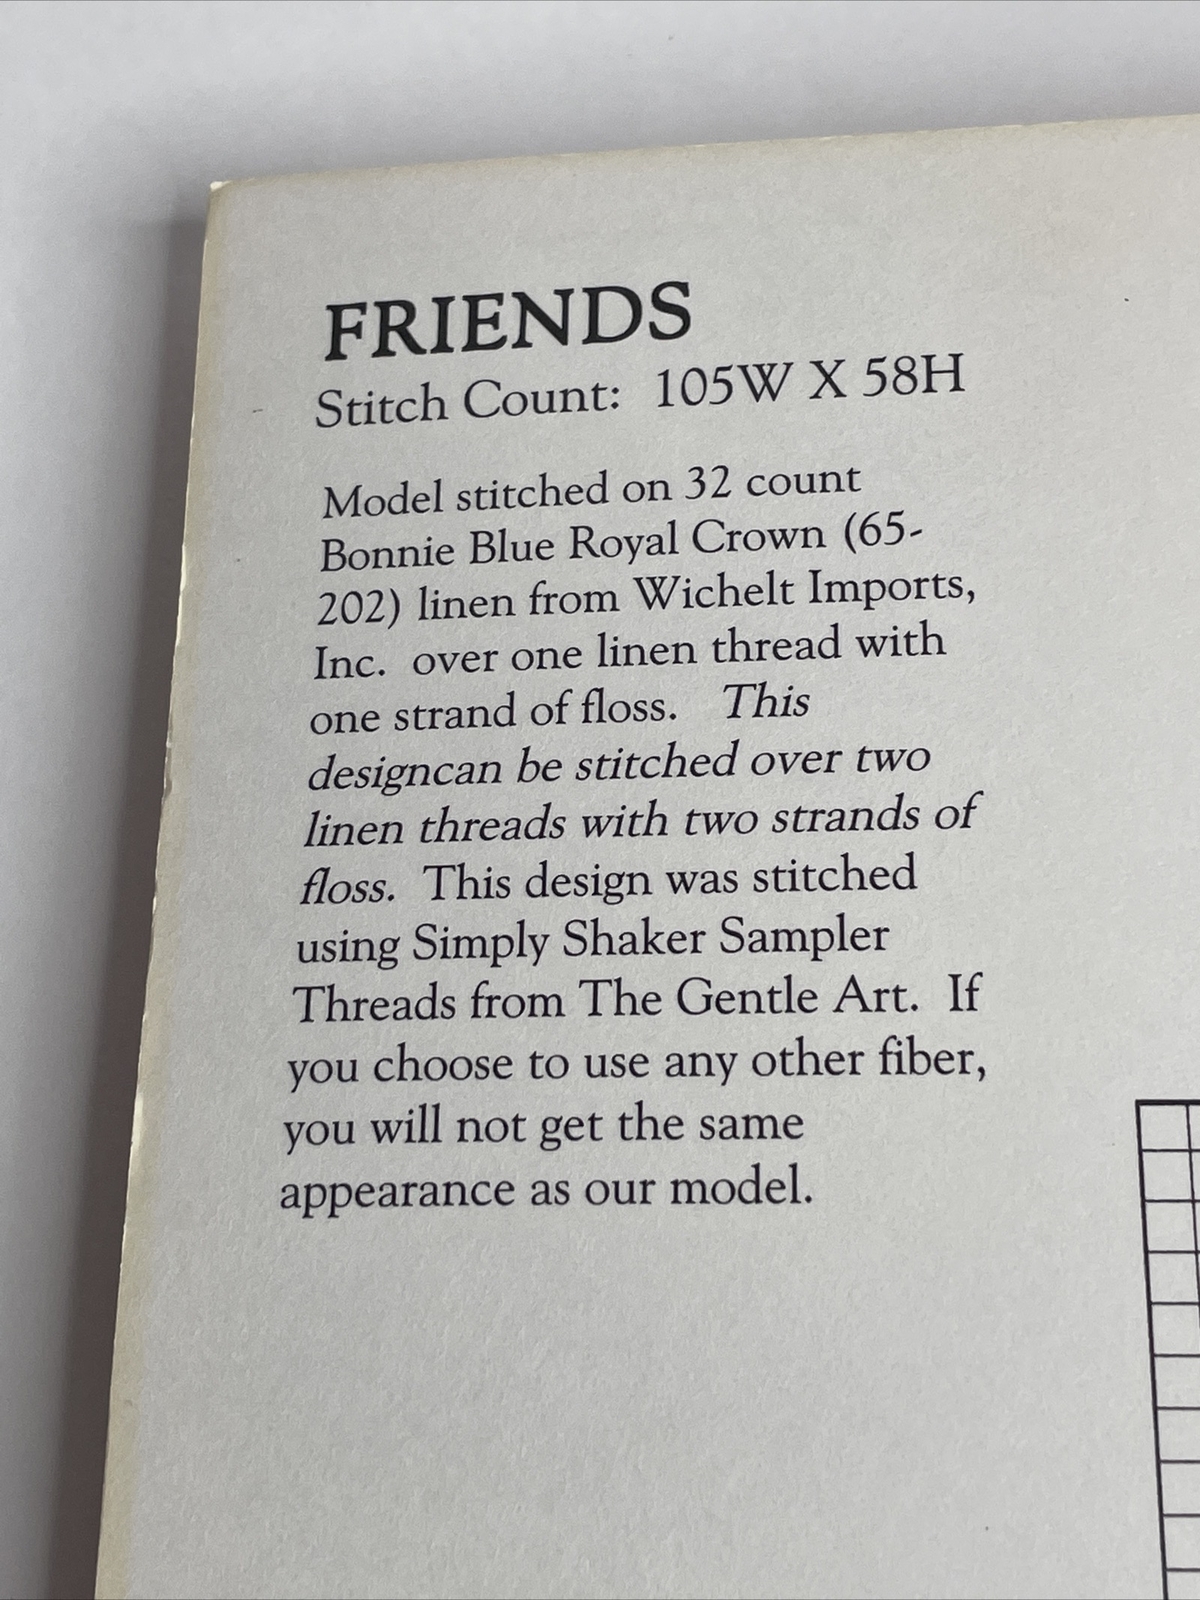 FRIENDS
Stitch Count:  105W X 58H
Model stitched on 32 count
Bonnie Blue Royal Crown (65-
202) linen from Wichelt Imports,
Inc.  over one linen thread with
one strand of floss.   This
designcan be stitched over two
linen threads with two strands of
floss.  This design was stitched
using Simply Shaker Sampler
Threads from The Gentle Art.  If
you choose to use any other fiber,
you will not get the same
appearance as our model.